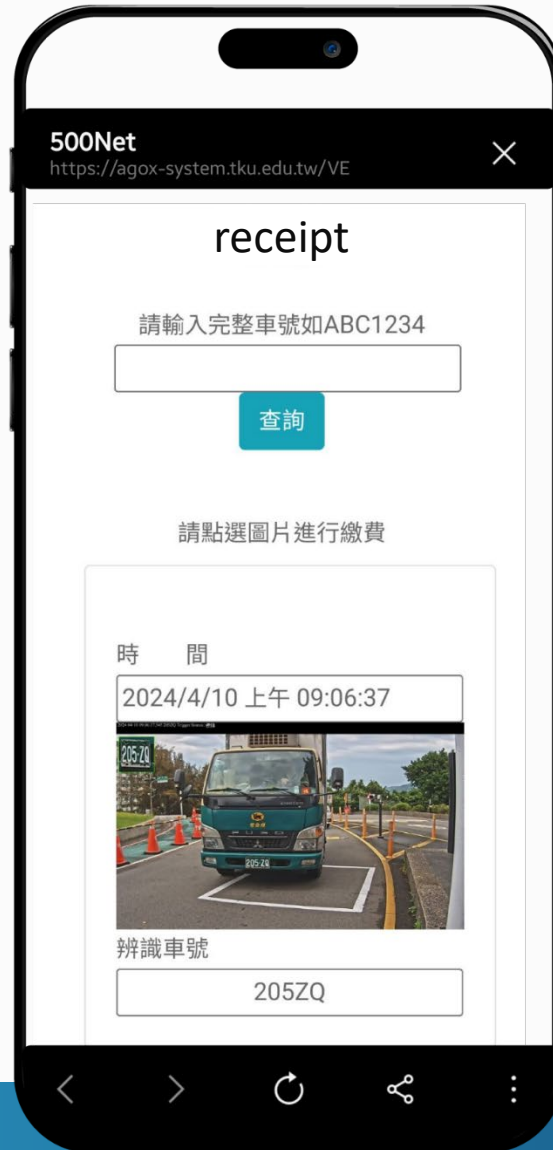 500Net
https://agox-system.tku.edu.tw/VE
receipt
請輸入完整車號如ABC1234
查詢
請點選圖片進行繳費
時 間
2024/4/10 上午 09:06:37
205-ZQ
FUSO
205-ZQ
辨識車號
205ZQ